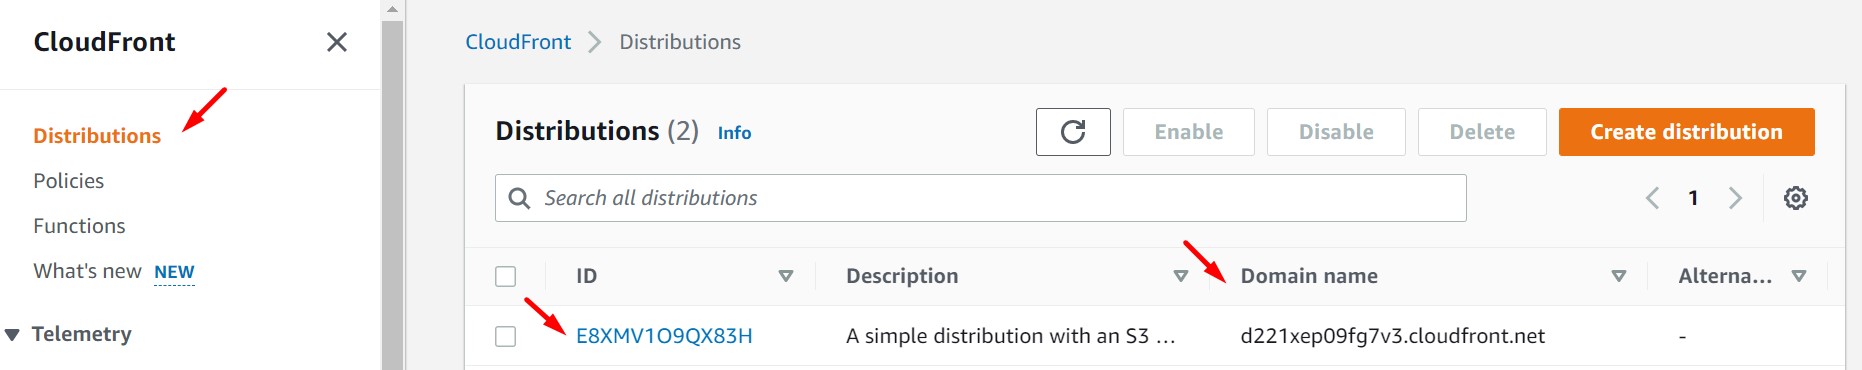 CloudFront
Distributions
Policies
Functions
What's new NEW
Telemetry
CloudFront Distributions
Distributions (2) Info Enable Disable Delete Create distribution
Search all distributions 1
ID Description Domain name Alterna...
E8XMV1O9QX83H A simple distribution with an S3 ... d221xep09fg7v3.cloudfront.net -